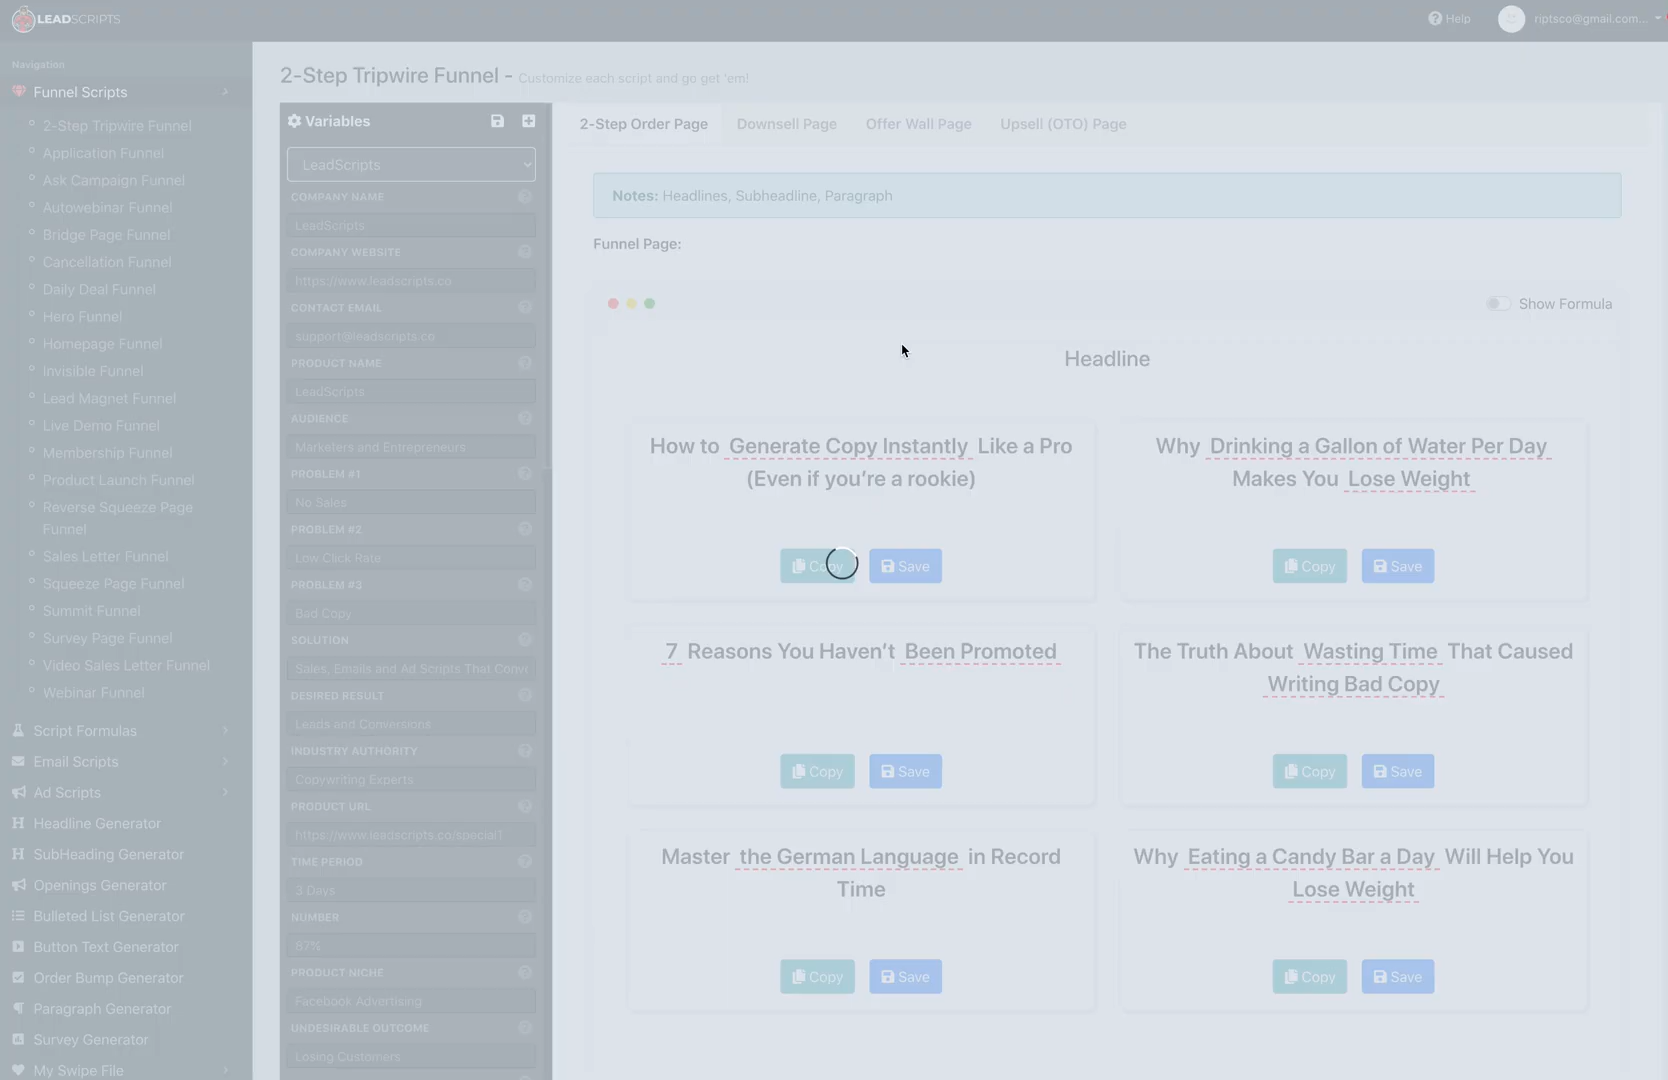 LEADSCRIPTS
Help
riptsco@gmail.com...
Navigation
Funnel Scripts
2-Step Tripwire Funnel
Application Funnel
Ask Campaign Funnel
Autowebinar Funnel
Bridge Page Funnel
Cancellation Funnel
Daily Deal Funnel
Hero Funnel
Homepage Funnel
Invisible Funnel
Lead Magnet Funnel
Live Demo Funnel
Membership Funnel
Product Launch Funnel
Reverse Squeeze Page
Funnel
Sales Letter Funnel
Squeeze Page Funnel
Summit Funnel
Survey Page Funnel
Video Sales Letter Funnel
Webinar Funnel
Script Formulas
Email Scripts
Ad Scripts
Headline Generator
SubHeading Generator
Openings Generator
Bulleted List Generator
Button Text Generator
Order Bump Generator
Paragraph Generator
Survey Generator
My Swipe File
2-Step Tripwire Funnel - Customize each script and go get 'em!
Variables
LeadScripts
COMPANY NAME
LeadScripts
COMPANY WEBSITE
https://www.leadscripts.co
CONTACT EMAIL
support@leadscripts.co
PRODUCT NAME
LeadScripts
AUDIENCE
Marketers and Entrepreneurs
PROBLEM #1
No Sales
PROBLEM #2
Low Click Rate
PROBLEM #3
Bad Copy
SOLUTION
Sales, Emails and Ad Scripts That Conve
DESIRED RESULT
Leads and Conversions
INDUSTRY AUTHORITY
Copywriting Experts
PRODUCT URL
https://www.leadscripts.co/special1
TIME PERIOD
3 Days
NUMBER
87%
PRODUCT NICHE
Facebook Advertising
UNDESIRABLE OUTCOME
Losing Customers
2-Step Order Page Downsell Page Offer Wall Page Upsell (OTO) Page
Notes: Headlines, Subheadline, Paragraph
Funnel Page:
Show Formula
Headline
How to Generate Copy Instantly Like a Pro
(Even if you're a rookie)
Copy Save
Why Drinking a Gallon of Water Per Day
Makes You Lose Weight
Copy Save
7 Reasons You Haven't Been Promoted
Copy Save
The Truth About Wasting Time That Caused
Writing Bad Copy
Copy Save
Master the German Language in Record
Time
Copy Save
Why Eating a Candy Bar a Day Will Help You
Lose Weight
Copy Save